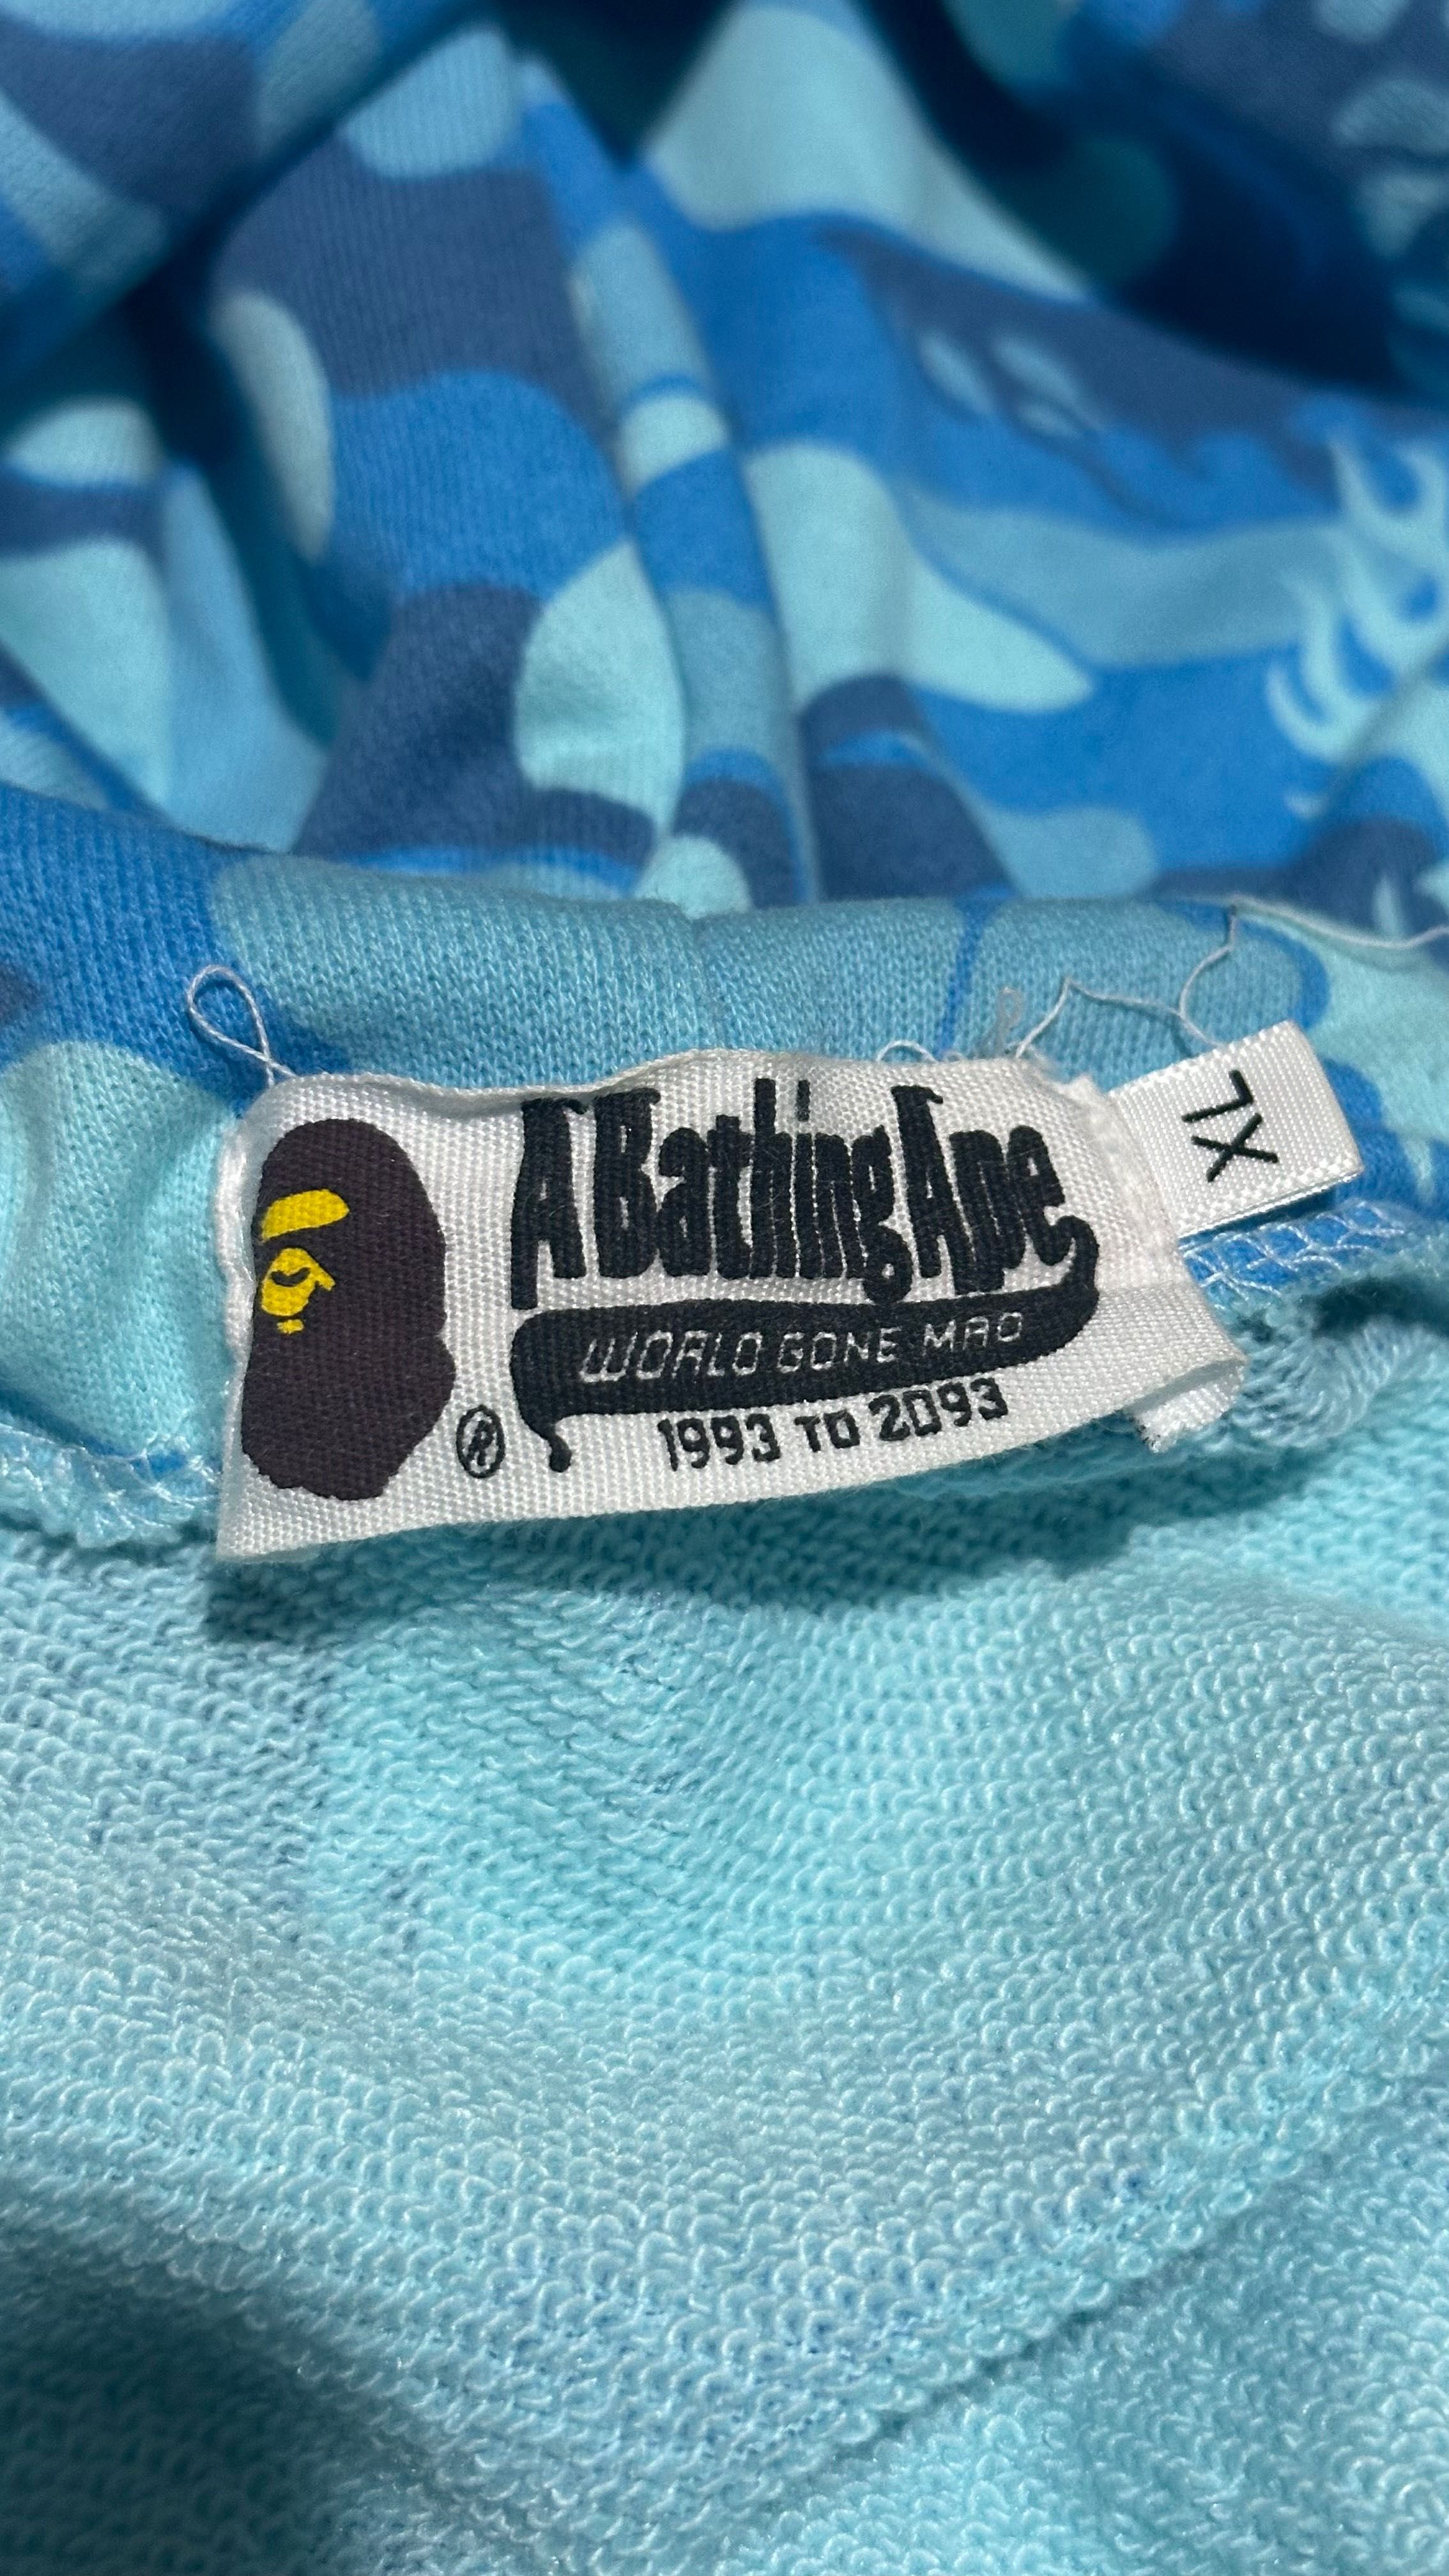 A Bathing Ape
WORLD GONE MAD
1993 TO 2093
®
XL